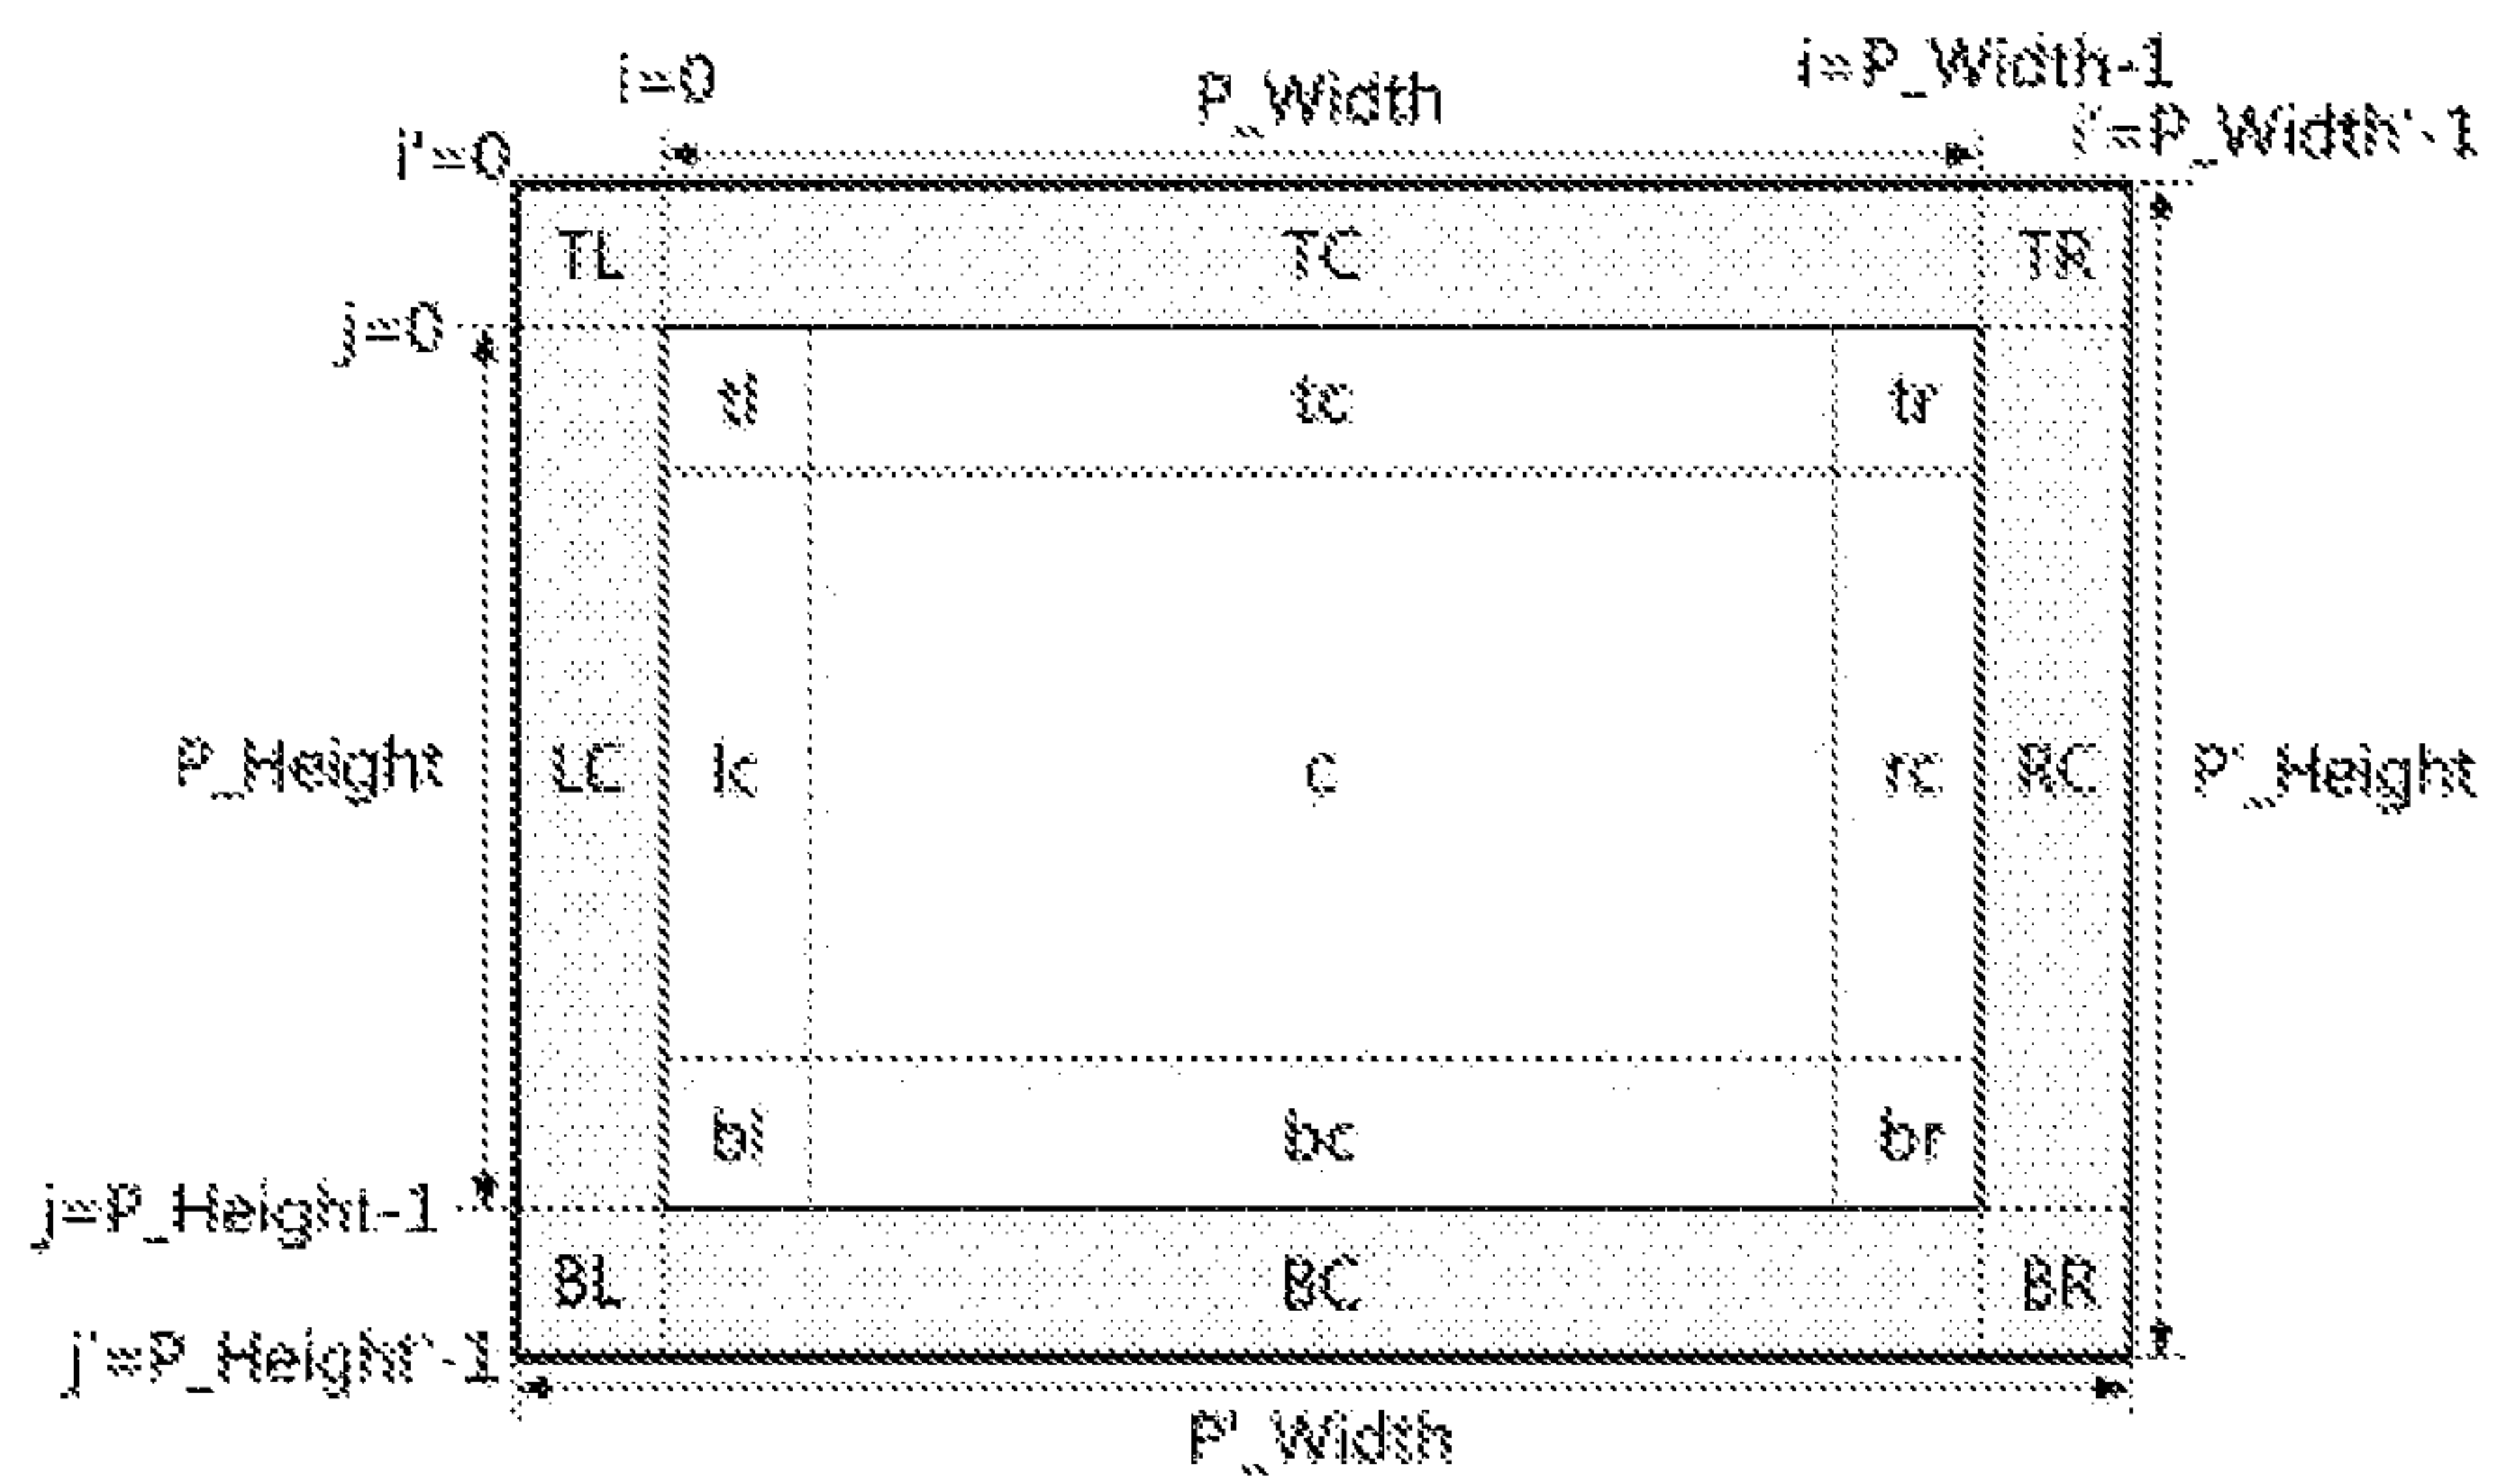 i=0
P_Width
i=P_Width-1
i'=0
i'=P_Width'-1
TL TC TR
j=0
tl tc tr
P_Height
LC lc c rc RC
P'_Height
bl bc br
j=P_Height-1
BL BC BR
j'=P_Height'-1
P'_Width